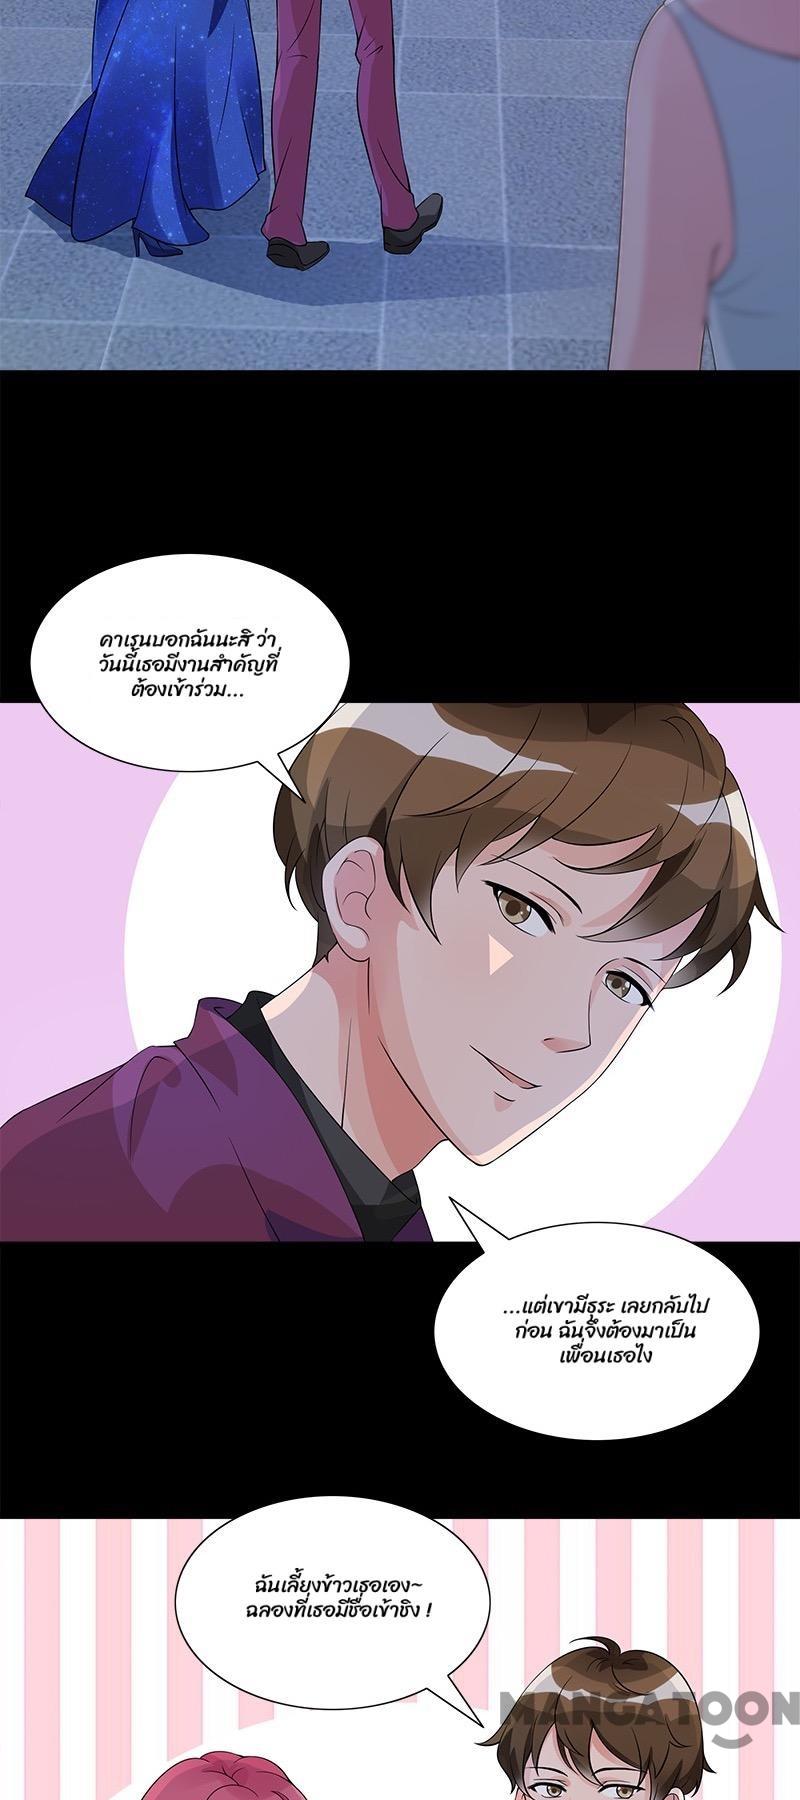 คาเรนบอกฉันนะสิ ว่า
วันนี้เธอมีงานสำคัญที่
ต้องเข้าร่วม...
...แต่เขามีธุระ เลยกลับไป
ก่อน ฉันจึงต้องมาเป็น
เพื่อนเธอไง
ฉันเลี้ยงข้าวเธอเอง~
ฉลองที่เธอมีชื่อเข้าชิง !
MANGATOON